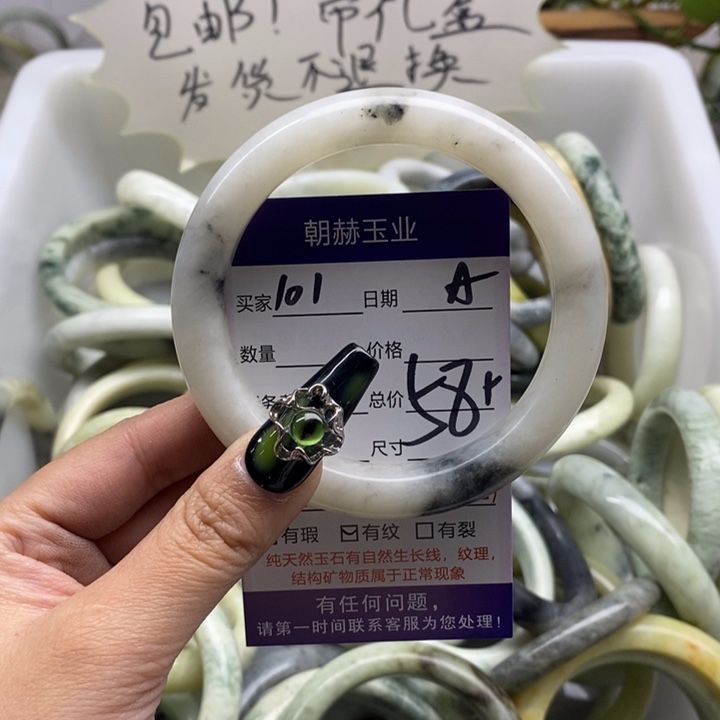 包邮！带礼盒
发货不退换
朝赫玉业
买家 101 日期 A
数量 价格
总价 58+
尺寸
有瑕 有纹 有裂
纯天然玉石有自然生长线，纹理，
结构矿物质属于正常现象
有任何问题，
请第一时间联系客服为您处理！